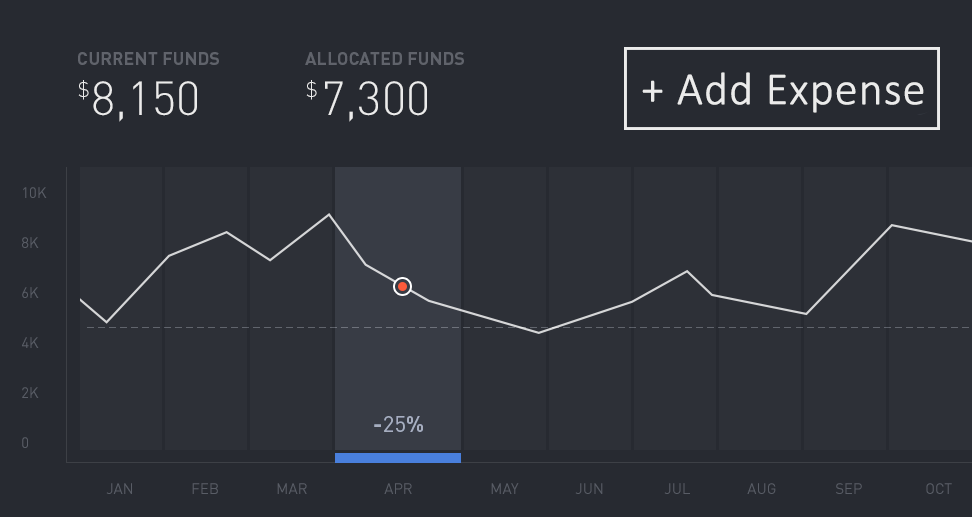 CURRENT FUNDS
$8,150
ALLOCATED FUNDS
$7,300
+ Add Expense
10K
8K
6K
4K
2K
0
-25%
JAN FEB MAR APR MAY JUN JUL AUG SEP OCT